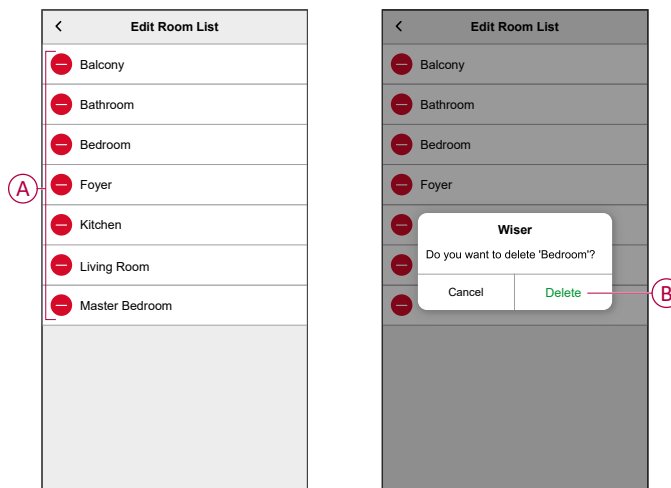 Edit Room List
Balcony
Bathroom
Bedroom
Foyer
Kitchen
Living Room
Master Bedroom
A
Edit Room List
Balcony
Bathroom
Bedroom
Foyer
Wiser
Do you want to delete 'Bedroom'?
Cancel
Delete
B